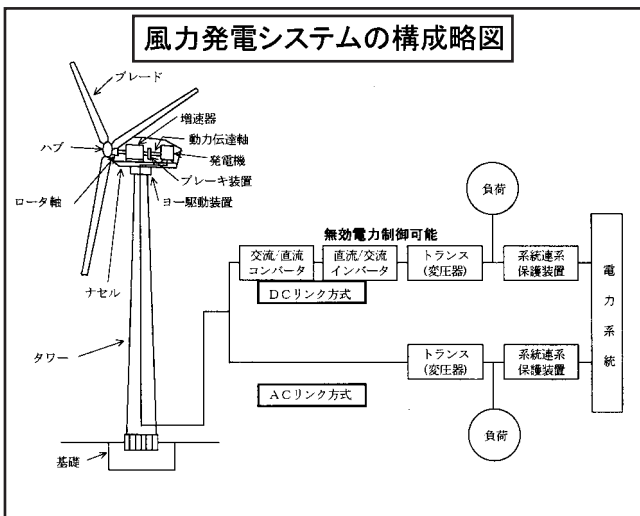 風力発電システムの構成略図
ブレード
増速器
動力伝達軸
ハブ
発電機
ブレーキ装置
ロータ軸
ヨー駆動装置
ナセル
タワー
基礎
負荷
無効電力制御可能
交流/直流
コンバータ
直流/交流
インバータ
トランス
(変圧器)
系統連系
保護装置
DCリンク方式
電力系統
トランス
(変圧器)
系統連系
保護装置
ACリンク方式
負荷